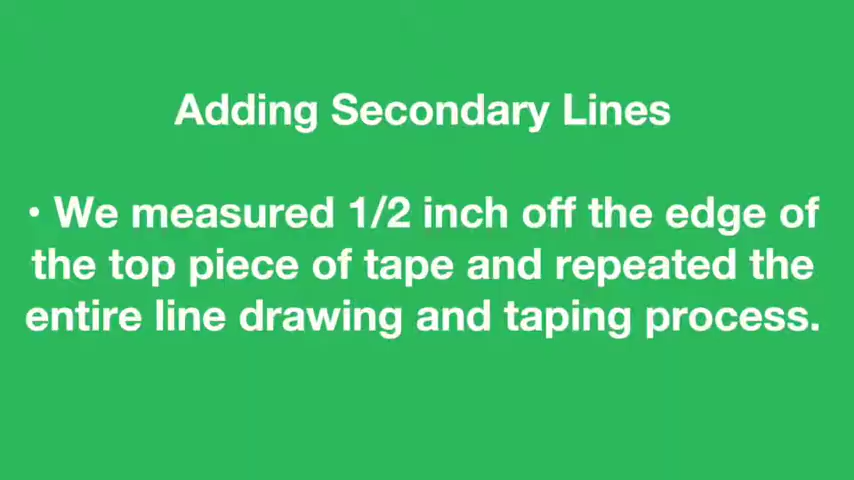 Adding Secondary Lines
• We measured 1/2 inch off the edge of
the top piece of tape and repeated the
entire line drawing and taping process.